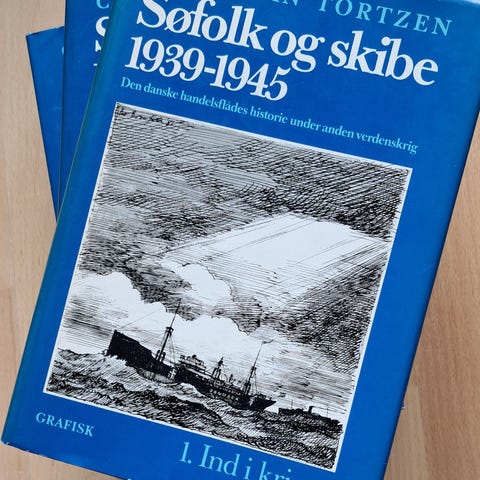 TORTZEN
Søfolk og skibe
1939-1945
Den danske handelsflådes historie under anden verdenskrig
GRAFISK
1. Ind i kri